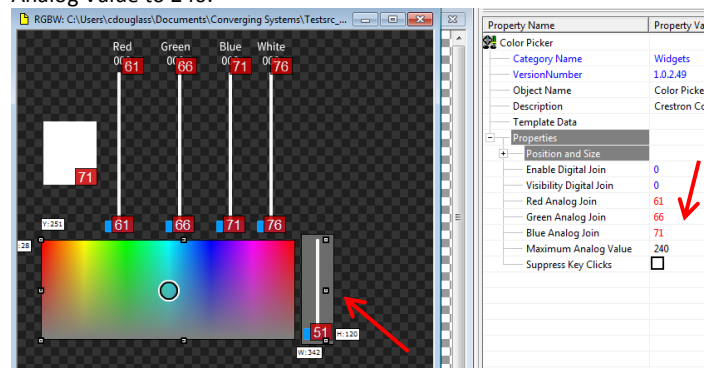 Analog Value to 240.
RGBW: C:\Users\cdouglass\Documents\Converging Systems\Testsrc_...
Red Green Blue White
61 66 71 76
71
Y:251
61 66 71 76
:28
51
H:120
W:342
Property Name Property Va
Color Picker
Category Name Widgets
VersionNumber 1.0.2.49
Object Name Color Picke
Description Crestron Co
Template Data
Properties
Position and Size
Enable Digital Join 0
Visibility Digital Join 0
Red Analog Join 61
Green Analog Join 66
Blue Analog Join 71
Maximum Analog Value 240
Suppress Key Clicks